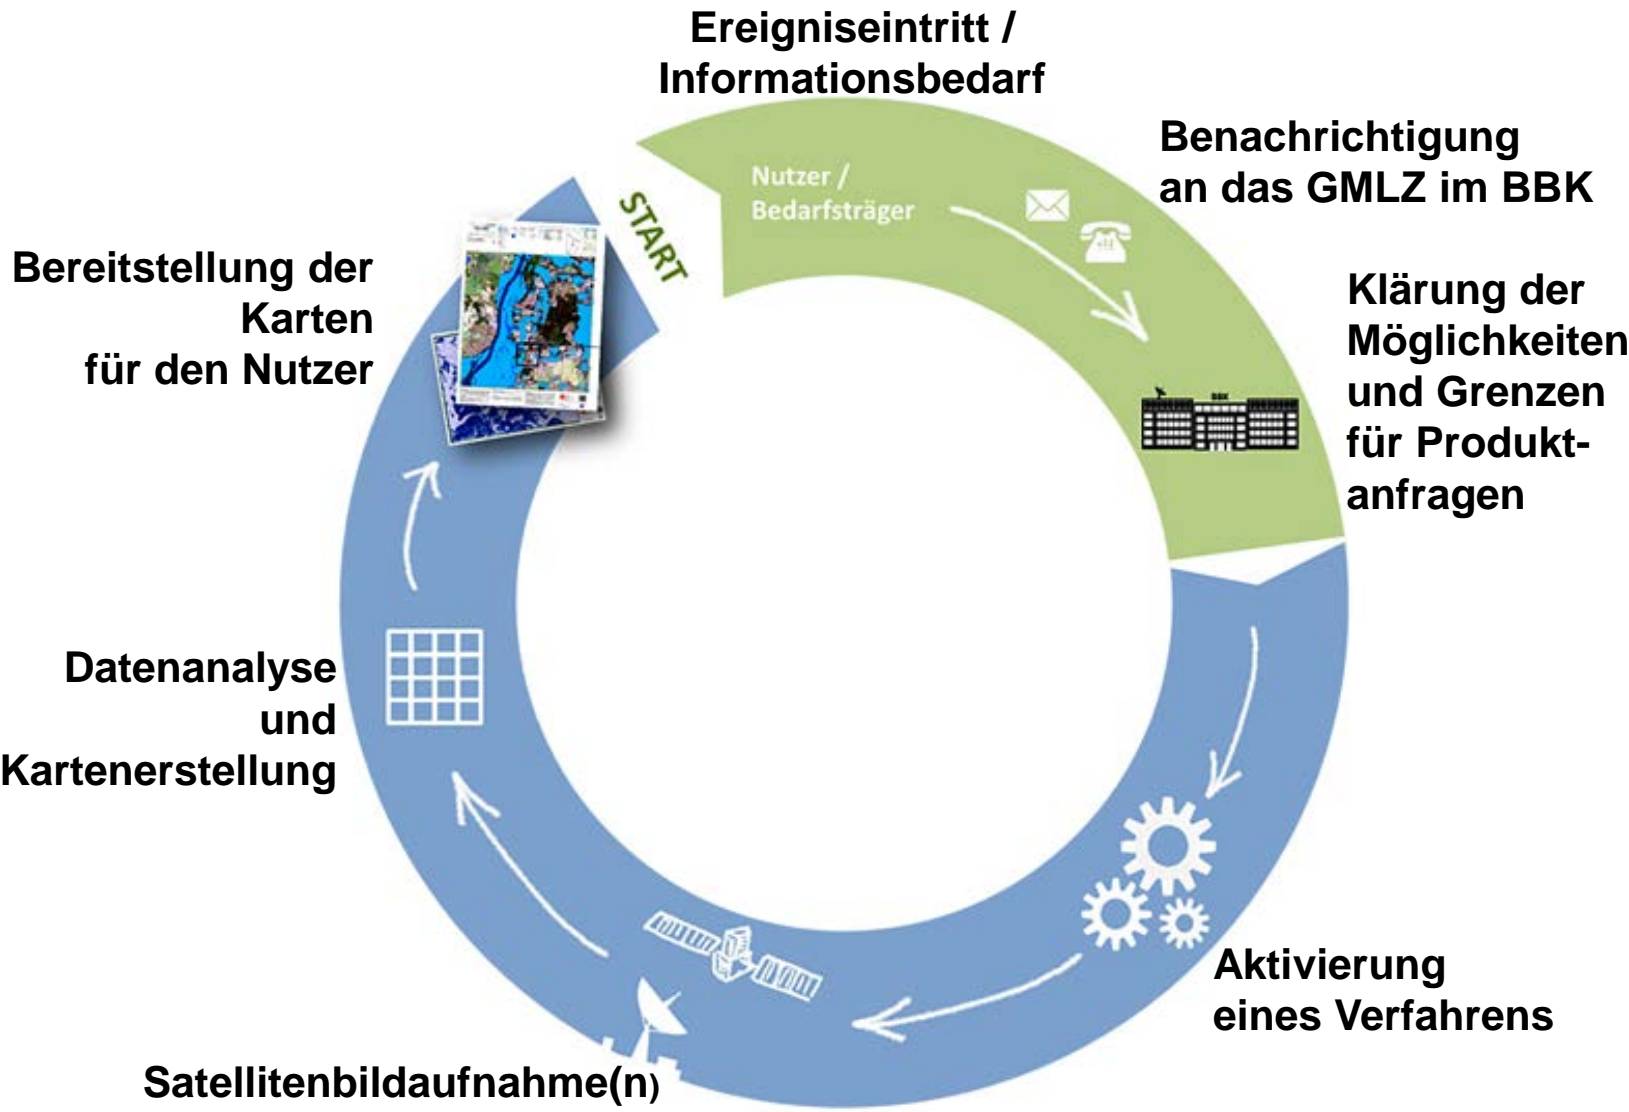 Ereigniseintritt /
Informationsbedarf
Benachrichtigung
an das GMLZ im BBK
Nutzer /
Bedarfsträger
START
Klärung der
Möglichkeiten
und Grenzen
für Produkt-
anfragen
BBK
Aktivierung
eines Verfahrens
Satellitenbildaufnahme(n)
Datenanalyse
und
Kartenerstellung
Bereitstellung der
Karten
für den Nutzer